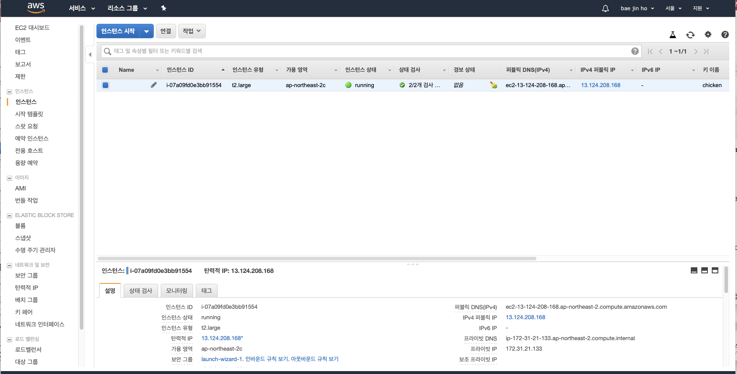 aws 서비스 리소스 그룹 bae jin ho 서울 지원
EC2 대시보드
이벤트
태그
보고서
제한
인스턴스
인스턴스
시작 템플릿
스팟 요청
예약 인스턴스
전용 호스트
용량 예약
이미지
AMI
번들 작업
ELASTIC BLOCK STORE
볼륨
스냅샷
수명 주기 관리자
네트워크 및 보안
보안 그룹
탄력적 IP
배치 그룹
키 페어
네트워크 인터페이스
로드 밸런싱
로드밸런서
대상 그룹
인스턴스 시작 연결 작업
태그 및 속성별 필터 또는 키워드별 검색 1 ~1/1
Name 인스턴스 ID 인스턴스 유형 가용 영역 인스턴스 상태 상태 검사 경보 상태 퍼블릭 DNS(IPv4) IPv4 퍼블릭 IP IPv6 IP 키 이름
i-07a09fd0e3bb91554 t2.large ap-northeast-2c running 2/2개 검사 ... 없음 ec2-13-124-208-168.ap... 13.124.208.168 - chicken
인스턴스: i-07a09fd0e3bb91554 탄력적 IP: 13.124.208.168
설명 상태 검사 모니터링 태그
인스턴스 ID i-07a09fd0e3bb91554 퍼블릭 DNS(IPv4) ec2-13-124-208-168.ap-northeast-2.compute.amazonaws.com
인스턴스 상태 running IPv4 퍼블릭 IP 13.124.208.168
인스턴스 유형 t2.large IPv6 IP -
탄력적 IP 13.124.208.168* 프라이빗 DNS ip-172-31-21-133.ap-northeast-2.compute.internal
가용 영역 ap-northeast-2c 프라이빗 IP 172.31.21.133
보안 그룹 launch-wizard-1. 인바운드 규칙 보기. 아웃바운드 규칙 보기 보조 프라이빗 IP